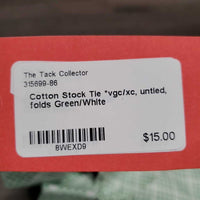 The Tack Collector
315699-86
Cotton Stock Tie *vgc/xc, untied,
folds Green/White
$15.00
8WEXD9